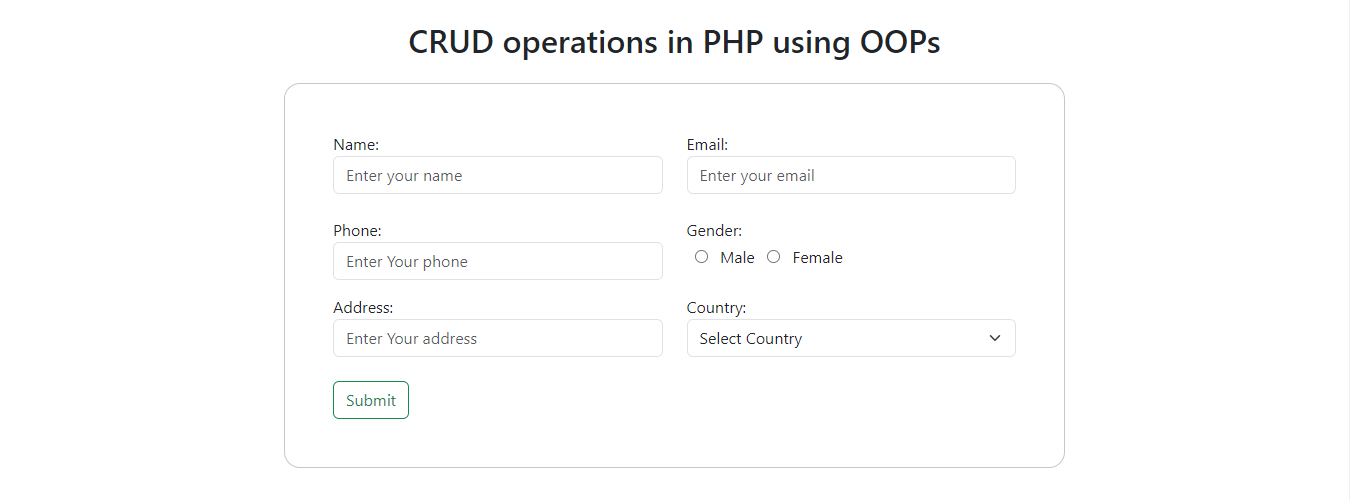 CRUD operations in PHP using OOPs
Name:
Email:
Enter your name
Enter your email
Phone:
Gender:
Enter Your phone
Male
Female
Address:
Country:
Enter Your address
Select Country
Submit